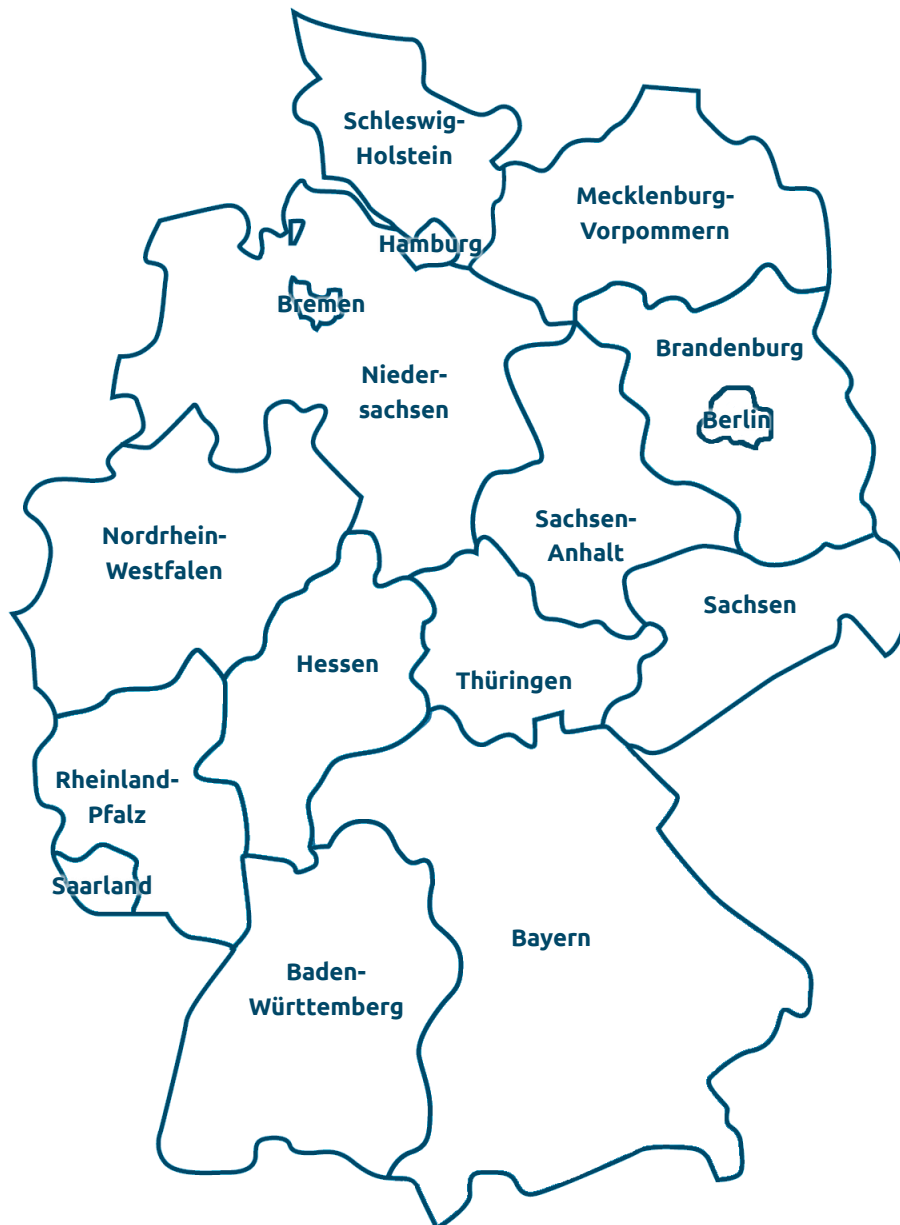 Schleswig-
Holstein
Mecklenburg-
Vorpommern
Hamburg
Bremen
Brandenburg
Nieder-
sachsen
Berlin
Sachsen-
Anhalt
Nordrhein-
Westfalen
Sachsen
Hessen
Thüringen
Rheinland-
Pfalz
Saarland
Bayern
Baden-
Württemberg